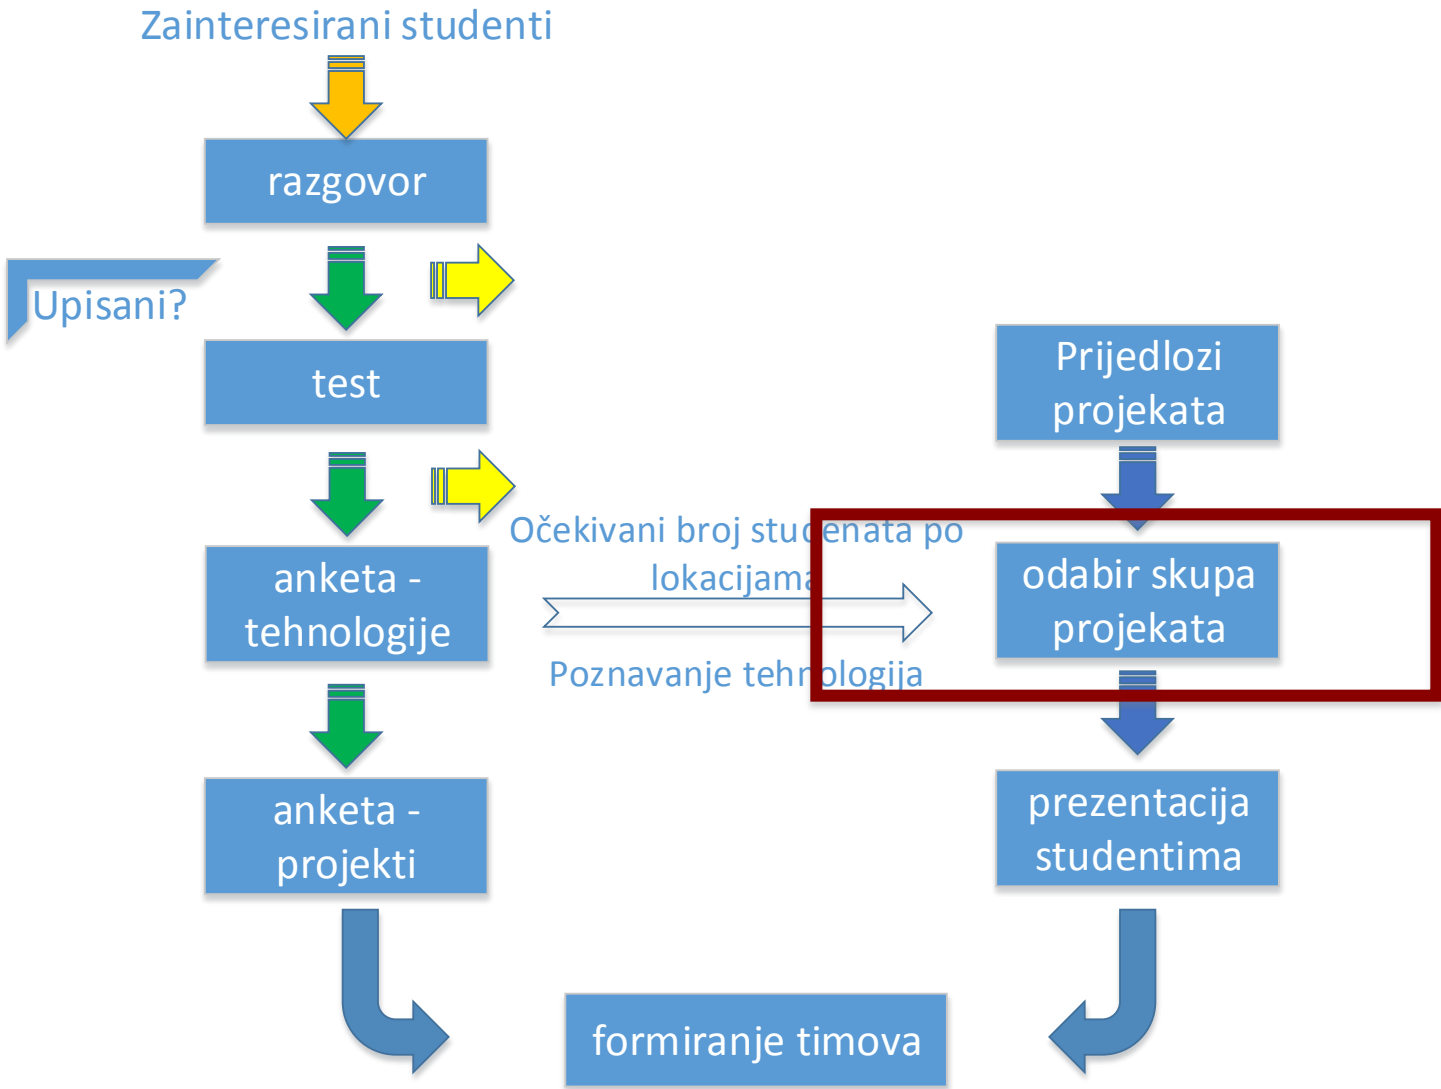 Zainteresirani studenti
razgovor
Upisani?
test
anketa -
tehnologije
anketa -
projekti
Očekivani broj studenata po
lokacijama
Poznavanje tehnologija
Prijedlozi
projekata
odabir skupa
projekata
prezentacija
studentima
formiranje timova